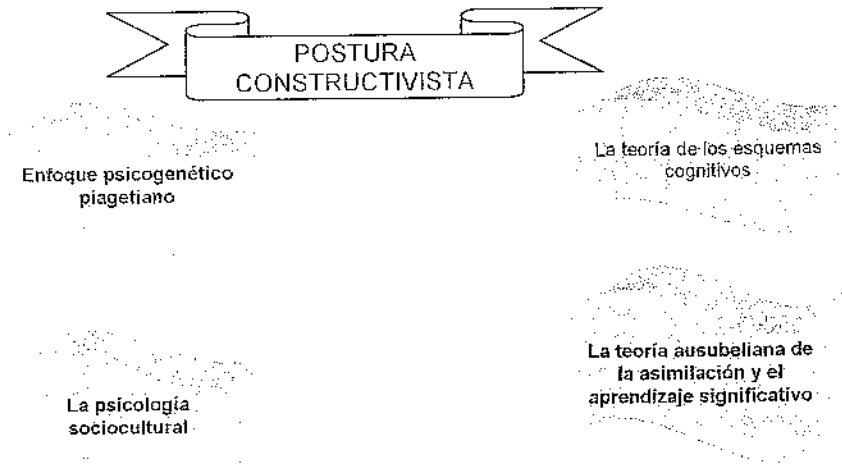 POSTURA
CONSTRUCTIVISTA
Enfoque psicogenético
piagetiano
La teoría de los esquemas
cognitivos
La psicología
sociocultural
La teoría ausubeliana de
la asimilación y el
aprendizaje significativo